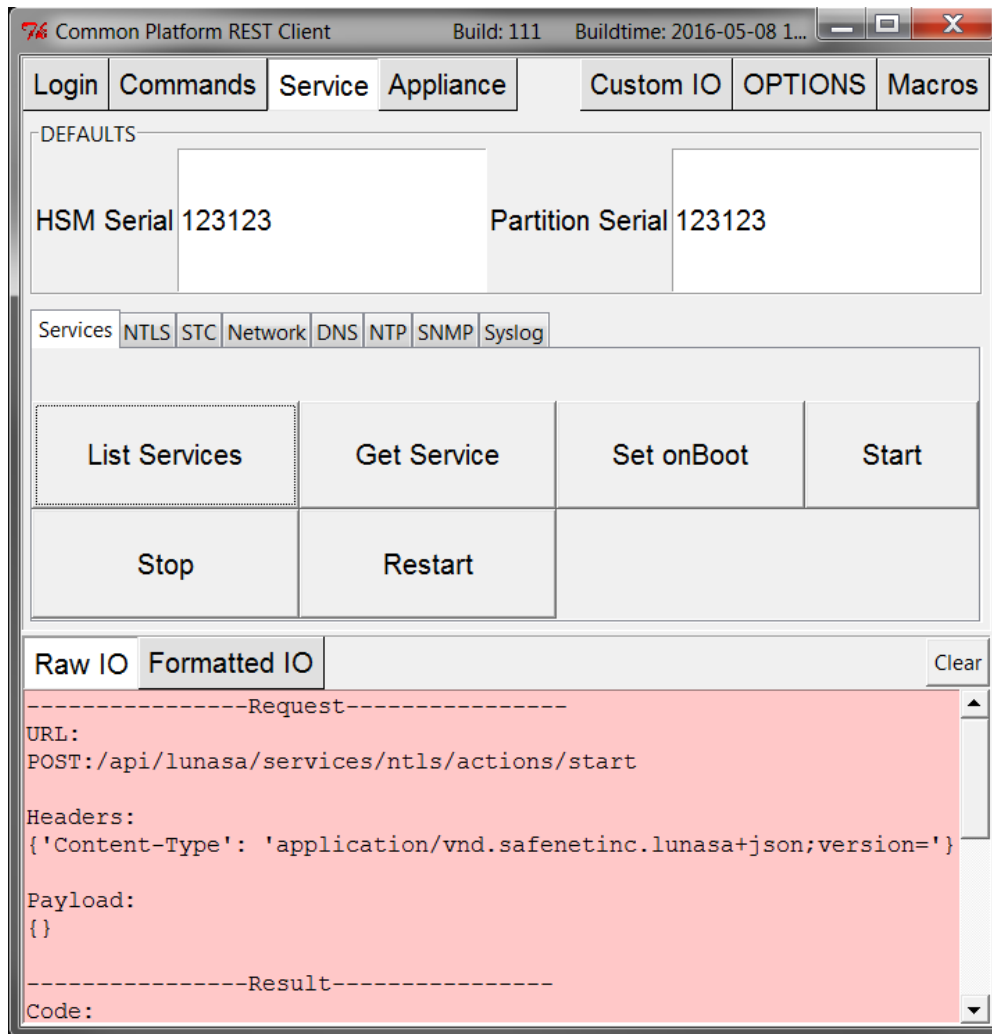 Common Platform REST Client Build: 111 Buildtime: 2016-05-08 1...
Login Commands Service Appliance Custom IO OPTIONS Macros
DEFAULTS
HSM Serial 123123 Partition Serial 123123
Services NTLS STC Network DNS NTP SNMP Syslog
List Services Get Service Set onBoot Start
Stop Restart
Raw IO Formatted IO Clear
----------------Request----------------
URL:
POST:/api/lunasa/services/ntls/actions/start
Headers:
{'Content-Type': 'application/vnd.safenetinc.lunasa+json;version='}
Payload:
{}
----------------Result----------------
Code: